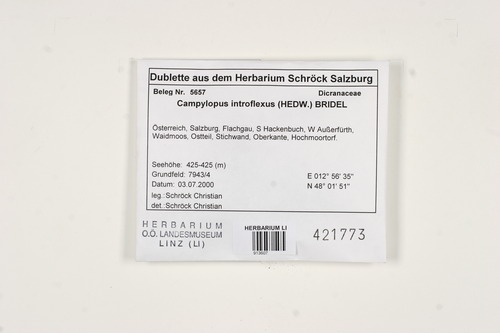 Dublette aus dem Herbarium Schröck Salzburg
Beleg Nr. 5657 Dicranaceae
Campylopus introflexus (HEDW.) BRIDEL
Österreich, Salzburg, Flachgau, S Hackenbuch, W Außerfürth,
Waidmoos, Ostteil, Stichwand, Oberkante, Hochmoortorf.
Seehöhe: 425-425 (m)
Grundfeld: 7943/4 E 012° 56' 35"
Datum: 03.07.2000 N 48° 01' 51"
leg.:Schröck Christian
det.:Schröck Christian
HERBARIUM
O.Ö. LANDESMUSEUM
LINZ (LI)
HERBARIUM LI
421773